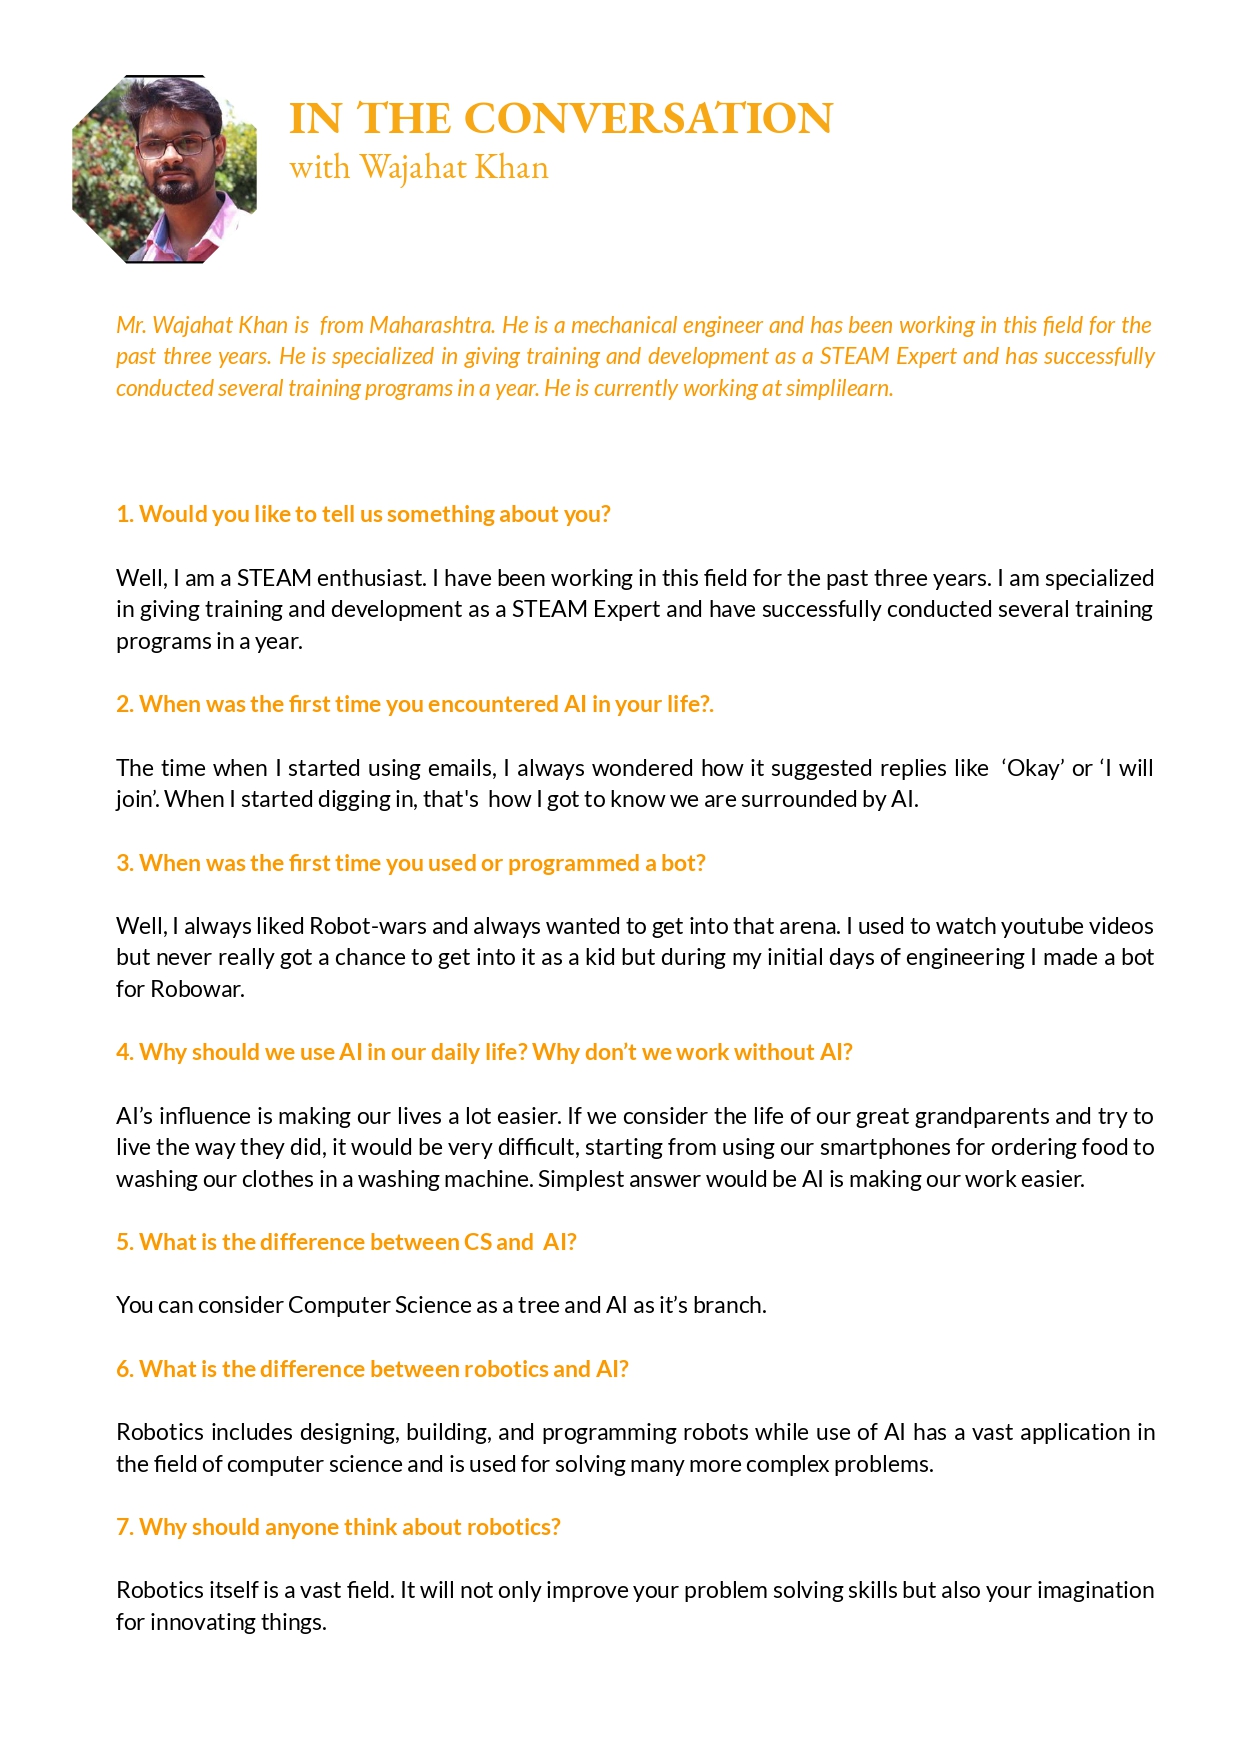 IN THE CONVERSATION
with Wajahat Khan
Mr. Wajahat Khan is  from Maharashtra. He is a mechanical engineer and has been working in this field for the
past three years. He is specialized in giving training and development as a STEAM Expert and has successfully
conducted several training programs in a year. He is currently working at simplilearn.
1. Would you like to tell us something about you?
Well, I am a STEAM enthusiast. I have been working in this field for the past three years. I am specialized
in giving training and development as a STEAM Expert and have successfully conducted several training
programs in a year.
2. When was the first time you encountered AI in your life?.
The time when I started using emails, I always wondered how it suggested replies like  ‘Okay’ or ‘I will
join’. When I started digging in, that's  how I got to know we are surrounded by AI.
3. When was the first time you used or programmed a bot?
Well, I always liked Robot-wars and always wanted to get into that arena. I used to watch youtube videos
but never really got a chance to get into it as a kid but during my initial days of engineering I made a bot
for Robowar.
4. Why should we use AI in our daily life? Why don’t we work without AI?
AI’s influence is making our lives a lot easier. If we consider the life of our great grandparents and try to
live the way they did, it would be very difficult, starting from using our smartphones for ordering food to
washing our clothes in a washing machine. Simplest answer would be AI is making our work easier.
5. What is the difference between CS and  AI?
You can consider Computer Science as a tree and AI as it’s branch.
6. What is the difference between robotics and AI?
Robotics includes designing, building, and programming robots while use of AI has a vast application in
the field of computer science and is used for solving many more complex problems.
7. Why should anyone think about robotics?
Robotics itself is a vast field. It will not only improve your problem solving skills but also your imagination
for innovating things.